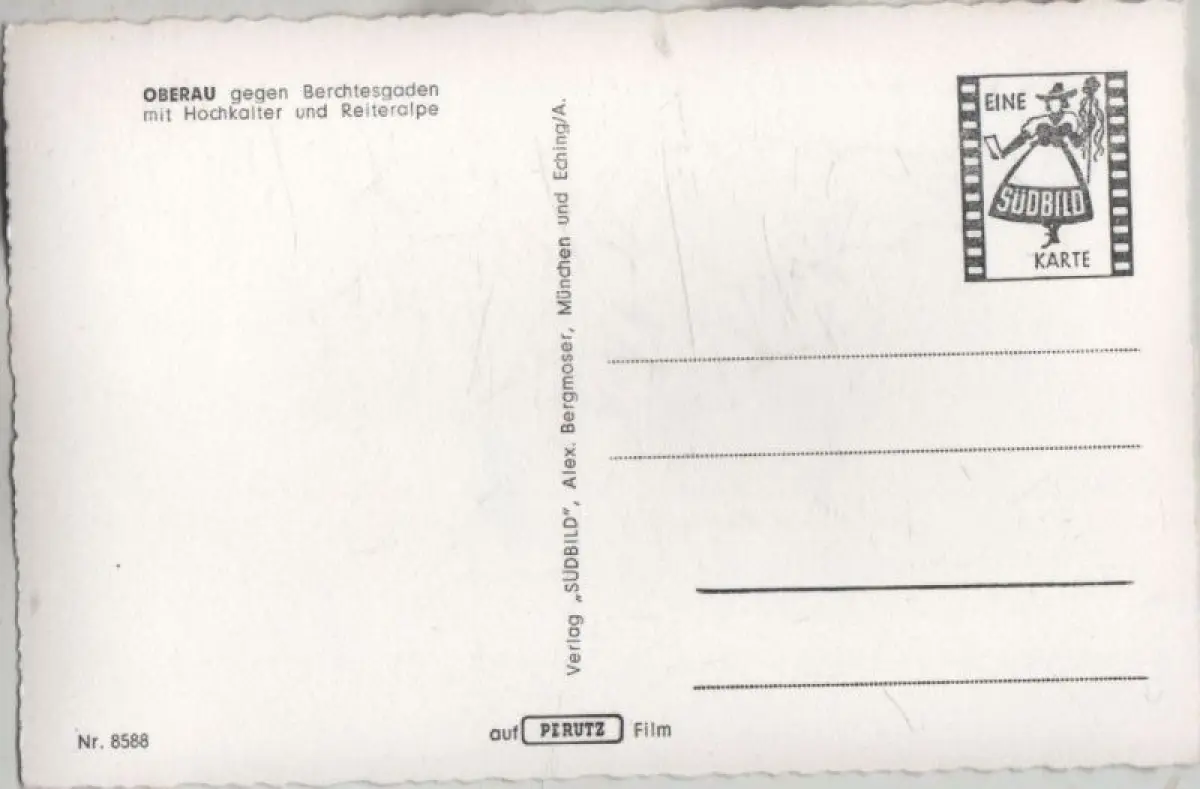 OBERAU gegen Berchtesgaden
mit Hochkalter und Reiteralpe
Verlag „SÜDBILD", Alex. Bergmoser, München und Eching/A.
EINE
SÜDBILD
KARTE
Nr. 8588
auf PERUTZ Film